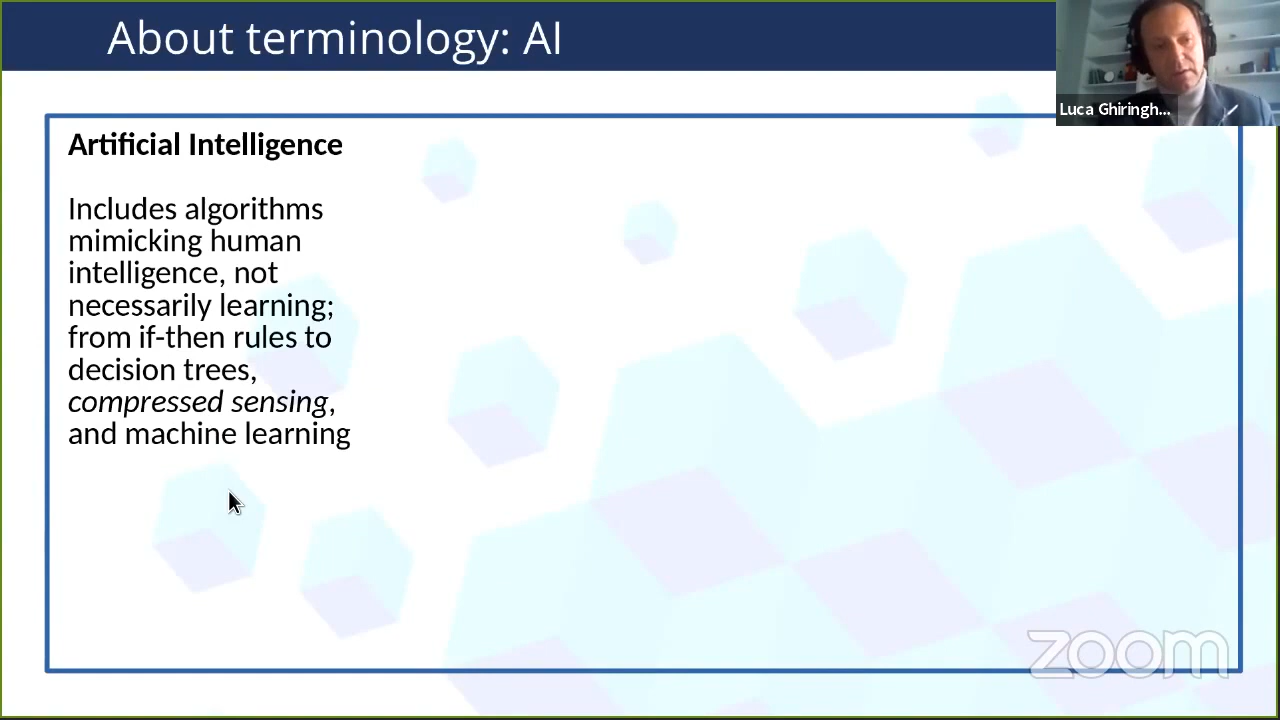 About terminology: AI
Luca Ghiringh...
Artificial Intelligence
Includes algorithms
mimicking human
intelligence, not
necessarily learning;
from if-then rules to
decision trees,
compressed sensing,
and machine learning
zoom